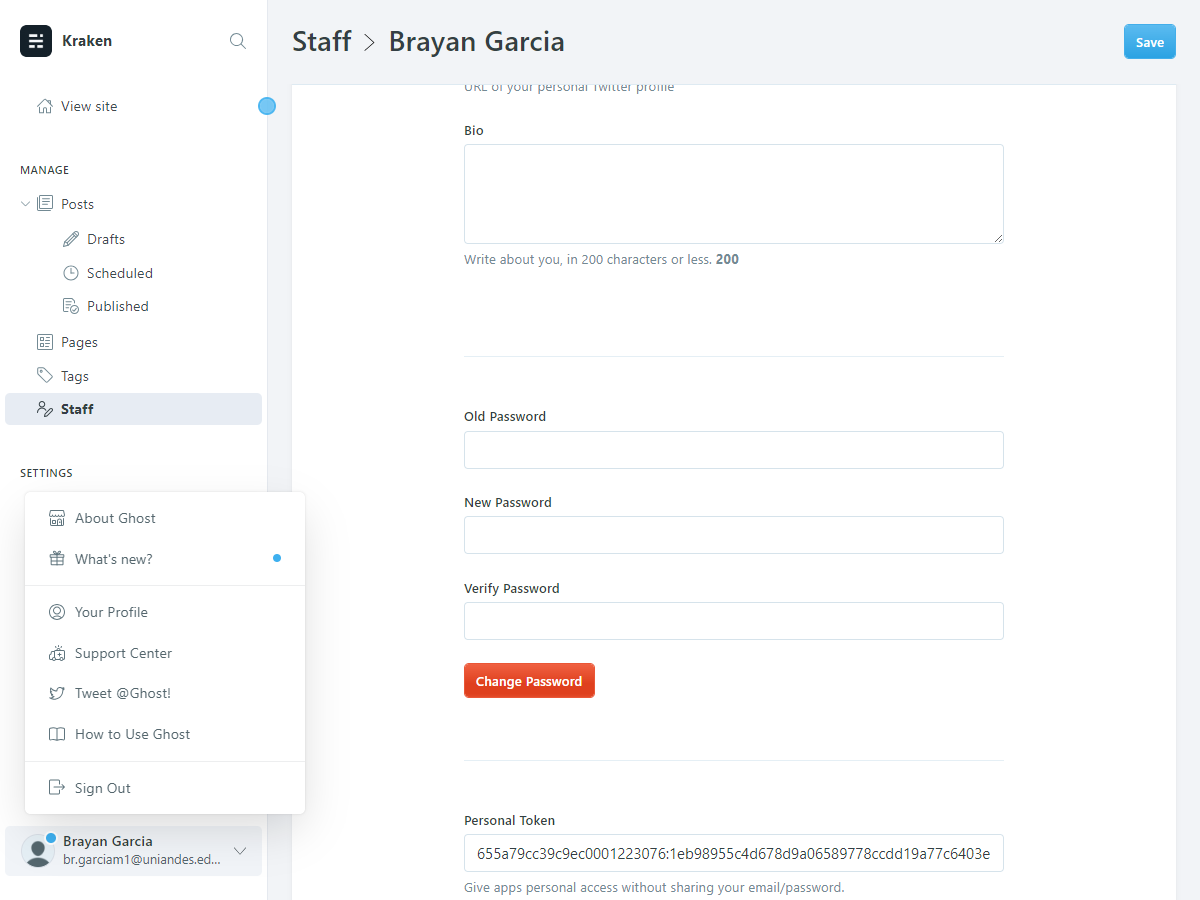 Kraken
View site
MANAGE
Posts
Drafts
Scheduled
Published
Pages
Tags
Staff
SETTINGS
About Ghost
What's new?
Your Profile
Support Center
Tweet @Ghost!
How to Use Ghost
Sign Out
Brayan Garcia
br.garciam1@uniandes.ed...
Staff > Brayan Garcia
Save
URL of your personal Twitter profile
Bio
Write about you, in 200 characters or less. 200
Old Password
New Password
Verify Password
Change Password
Personal Token
655a79cc39c9ec0001223076:1eb98955c4d678d9a06589778ccdd19a77c6403e
Give apps personal access without sharing your email/password.